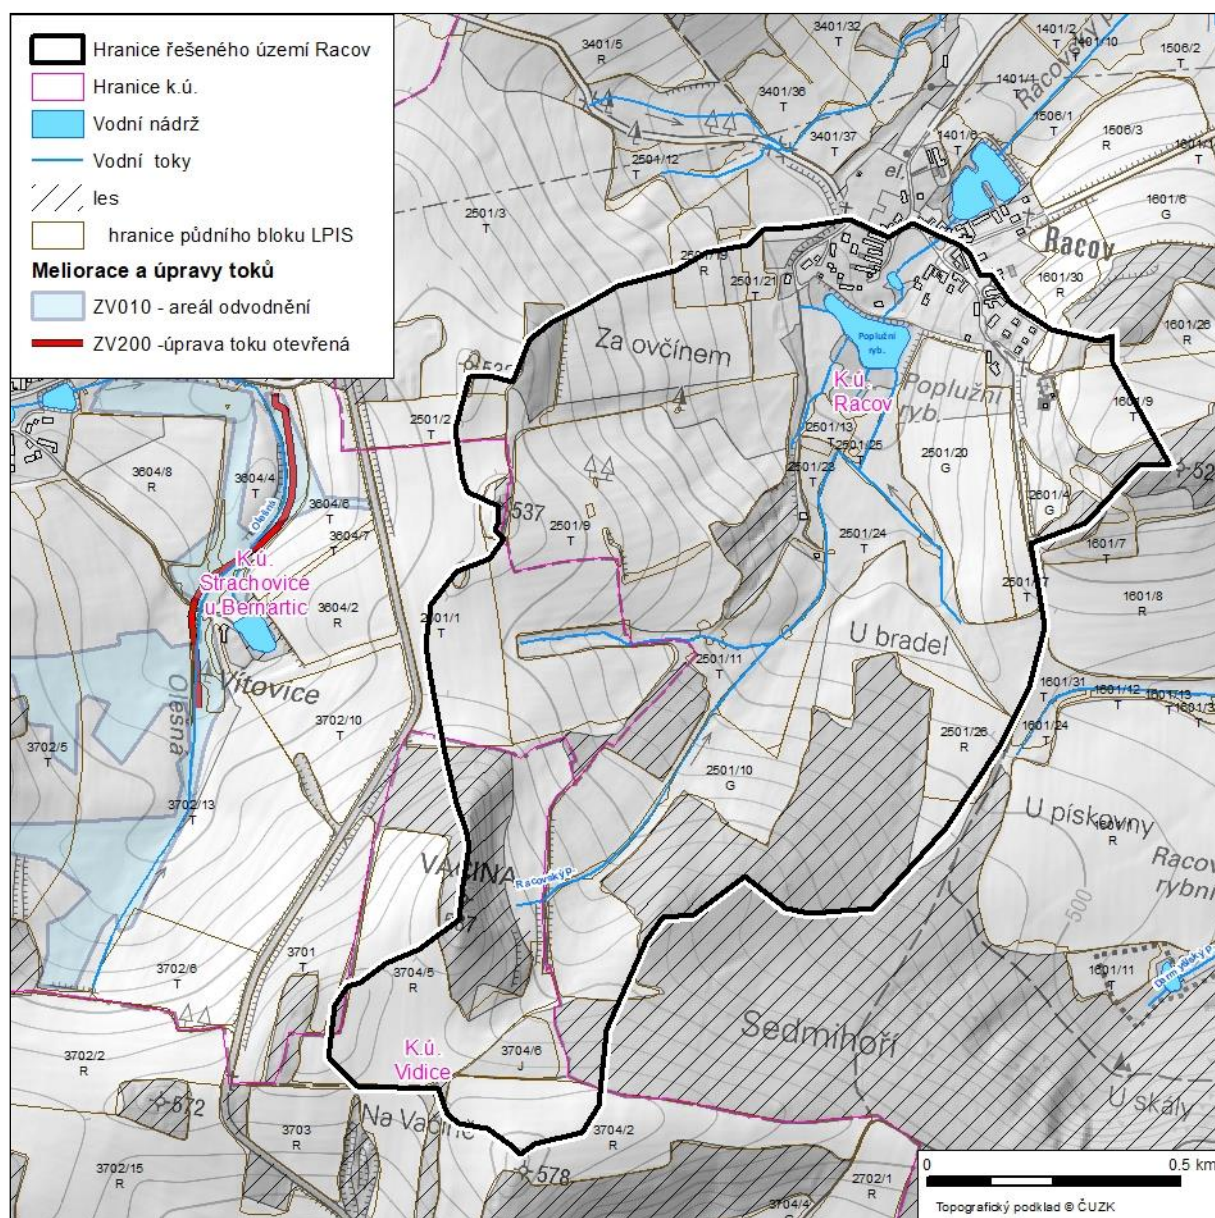 Hranice řešeného území Racov
Hranice k.ú.
Vodní nádrž
Vodní toky
les
hranice půdního bloku LPIS
Meliorace a úpravy toků
ZV010 - areál odvodnění
ZV200 -úprava toku otevřená
3401/5
R
3401/32
T
1401/2
T
1401/10
1506/2
T
Racovský p.
3401/36
T
1401/1
T
3401/37
T
1401/6
T
1506/1
T
1506/3
R
2501/12
T
el.
2501/3
T
1601/6
G
Racov
2501/19
R
2501/21
T
1601/30
R
Za ovčínem
Poplužní
ryb.
1601/26
R
K.ú.
Racov
Poplužní
ryb.
1601/9
T
2501/2
T
2501/13
T
2501/25
T
2501/20
G
2501/23
T
3604/8
R
3604/4
T
3604/6
T
Olešná
537
2501/9
T
2501/24
T
2501/4
G
3604/7
T
1601/7
T
K.ú.
Strachovice
u Bernartic
3604/2
R
2501/1
T
2501/17
T
1601/8
R
U bradel
2501/11
T
Vítovice
Olešná
3702/10
T
2501/26
R
1601/31
T
1601/12
T
1601/13
T
1601/24
T
3702/5
T
2501/10
G
3702/13
T
U pískovny
1601/1
R
VAČINA
Racovský p.
500
3702/6
T
3701
T
3704/5
R
1601/11
T
Darmyšlský p.
Sedmihoří
3702/2
R
K.ú.
Vidice
3704/6
J
572
Na Vačině
U skály
3703
R
3704/2
R
3702/15
R
578
2702/1
R
3704/4
0
0.5 km
Topografický podklad © ČUZK